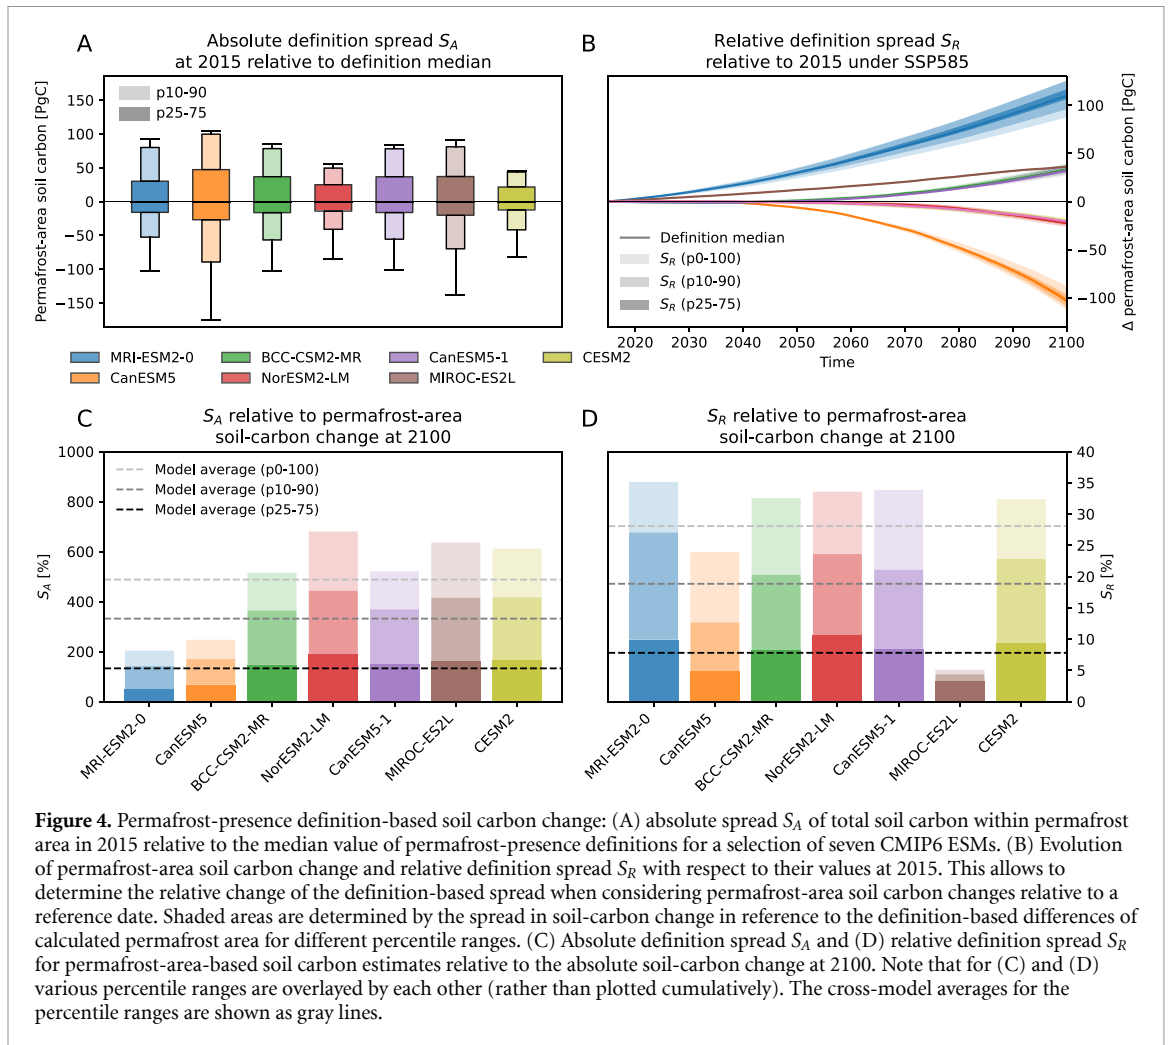 A
Absolute definition spread S_A
at 2015 relative to definition median
Permafrost-area soil carbon [PgC]
150
100
50
0
−50
−100
−150
p10-90
p25-75
B
Relative definition spread S_R
relative to 2015 under SSP585
Definition median
S_R (p0-100)
S_R (p10-90)
S_R (p25-75)
100
50
0
−50
−100
Δ permafrost-area soil carbon [PgC]
2020 2030 2040 2050 2060 2070 2080 2090 2100
Time
MRI-ESM2-0 BCC-CSM2-MR CanESM5-1 CESM2
CanESM5 NorESM2-LM MIROC-ES2L
C
S_A relative to permafrost-area
soil-carbon change at 2100
S_A [%]
1000
800
600
400
200
0
Model average (p0-100)
Model average (p10-90)
Model average (p25-75)
MRI-ESM2-0
CanESM5
BCC-CSM2-MR
NorESM2-LM
CanESM5-1
MIROC-ES2L
CESM2
D
S_R relative to permafrost-area
soil-carbon change at 2100
40
35
30
25
20
15
10
5
0
S_R [%]
MRI-ESM2-0
CanESM5
BCC-CSM2-MR
NorESM2-LM
CanESM5-1
MIROC-ES2L
CESM2
Figure 4. Permafrost-presence definition-based soil carbon change: (A) absolute spread S_A of total soil carbon within permafrost
area in 2015 relative to the median value of permafrost-presence definitions for a selection of seven CMIP6 ESMs. (B) Evolution
of permafrost-area soil carbon change and relative definition spread S_R with respect to their values at 2015. This allows to
determine the relative change of the definition-based spread when considering permafrost-area soil carbon changes relative to a
reference date. Shaded areas are determined by the spread in soil-carbon change in reference to the definition-based differences of
calculated permafrost area for different percentile ranges. (C) Absolute definition spread S_A and (D) relative definition spread S_R
for permafrost-area-based soil carbon estimates relative to the absolute soil-carbon change at 2100. Note that for (C) and (D)
various percentile ranges are overlayed by each other (rather than plotted cumulatively). The cross-model averages for the
percentile ranges are shown as gray lines.